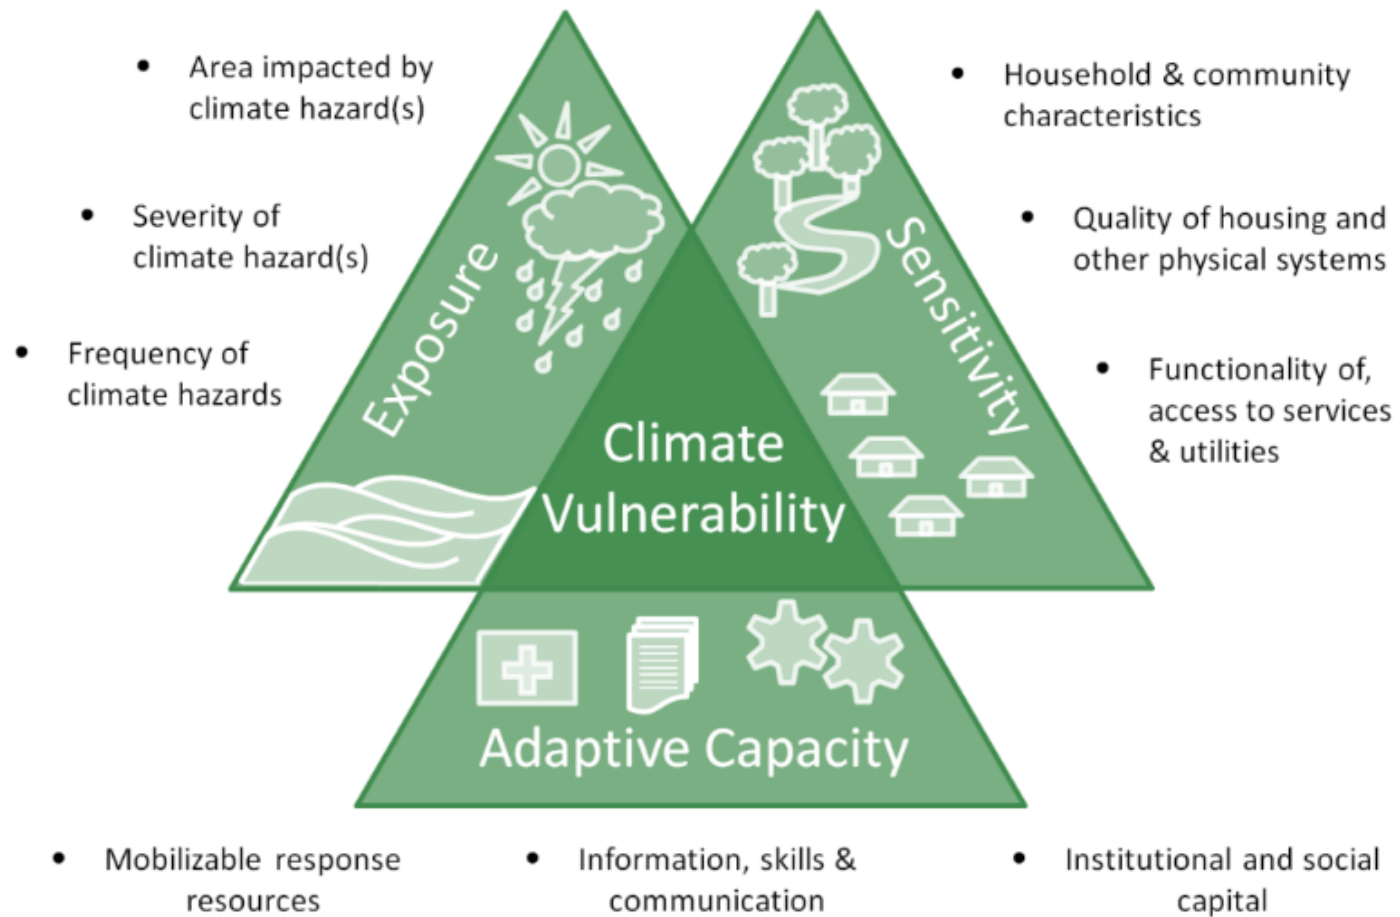 • Area impacted by
climate hazard(s)
• Severity of
climate hazard(s)
• Frequency of
climate hazards
Exposure
• Household & community
characteristics
• Quality of housing and
other physical systems
• Functionality of,
access to services
& utilities
Sensitivity
Climate
Vulnerability
Adaptive Capacity
• Mobilizable response
resources
• Information, skills &
communication
• Institutional and social
capital